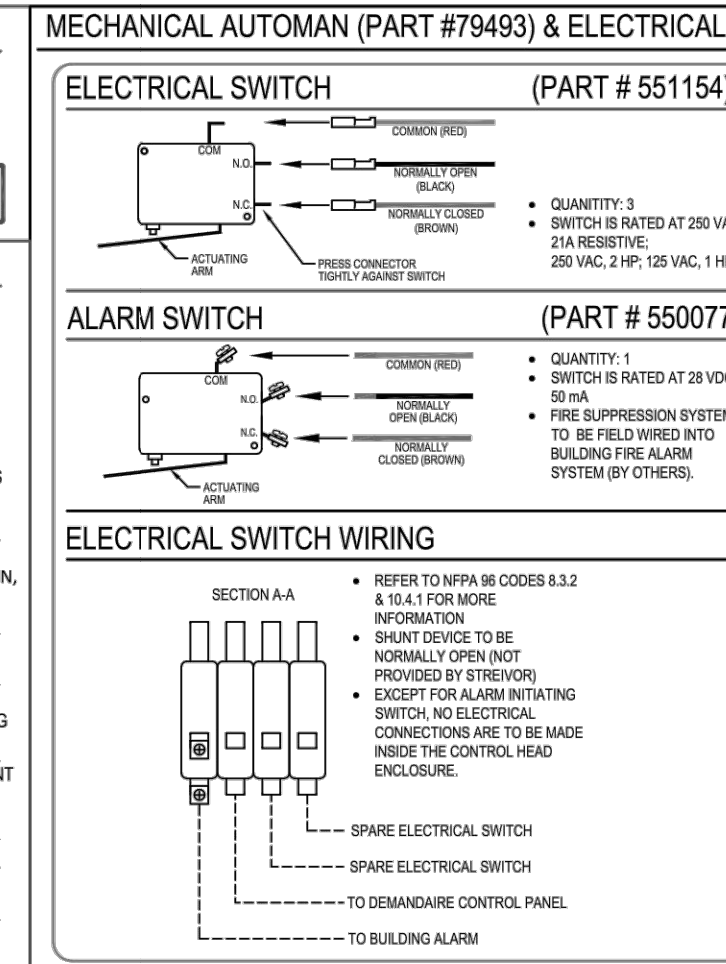 MECHANICAL AUTOMAN (PART #79493) & ELECTRICAL
ELECTRICAL SWITCH (PART # 551154)
COMMON (RED)
COM
N.O.
NORMALLY OPEN
(BLACK)
N.C.
NORMALLY CLOSED
(BROWN)
ACTUATING
ARM
PRESS CONNECTOR
TIGHTLY AGAINST SWITCH
• QUANITITY: 3
• SWITCH IS RATED AT 250 VA
21A RESISTIVE;
250 VAC, 2 HP; 125 VAC, 1 H
ALARM SWITCH (PART # 550077
COMMON (RED)
COM
N.O.
NORMALLY
OPEN (BLACK)
N.C.
NORMALLY
CLOSED (BROWN)
ACTUATING
ARM
• QUANTITY: 1
• SWITCH IS RATED AT 28 VDC
50 mA
• FIRE SUPPRESSION SYSTEM
TO BE FIELD WIRED INTO
BUILDING FIRE ALARM
SYSTEM (BY OTHERS).
ELECTRICAL SWITCH WIRING
SECTION A-A
• REFER TO NFPA 96 CODES 8.3.2
& 10.4.1 FOR MORE
INFORMATION
• SHUNT DEVICE TO BE
NORMALLY OPEN (NOT
PROVIDED BY STREIVOR)
• EXCEPT FOR ALARM INITIATING
SWITCH, NO ELECTRICAL
CONNECTIONS ARE TO BE MADE
INSIDE THE CONTROL HEAD
ENCLOSURE.
SPARE ELECTRICAL SWITCH
SPARE ELECTRICAL SWITCH
TO DEMANDAIRE CONTROL PANEL
TO BUILDING ALARM